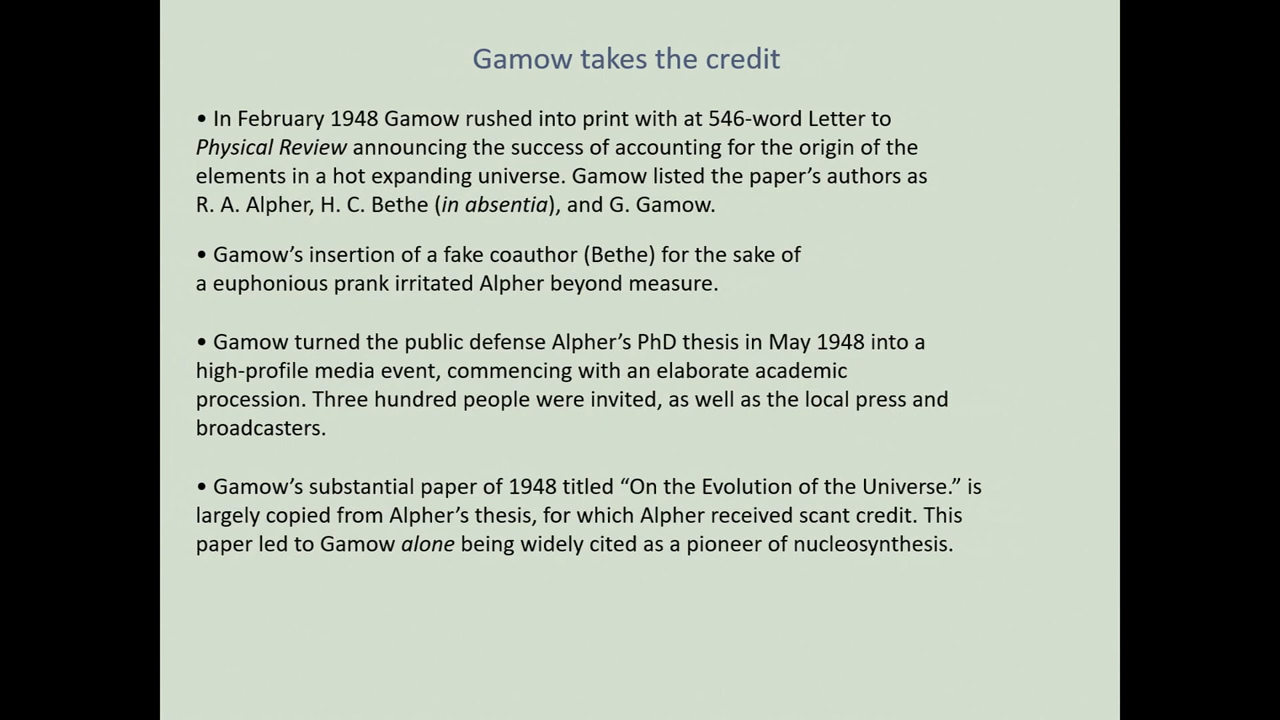 Gamow takes the credit
• In February 1948 Gamow rushed into print with at 546-word Letter to
Physical Review announcing the success of accounting for the origin of the
elements in a hot expanding universe. Gamow listed the paper’s authors as
R. A. Alpher, H. C. Bethe (in absentia), and G. Gamow.
• Gamow’s insertion of a fake coauthor (Bethe) for the sake of
a euphonious prank irritated Alpher beyond measure.
• Gamow turned the public defense Alpher’s PhD thesis in May 1948 into a
high-profile media event, commencing with an elaborate academic
procession. Three hundred people were invited, as well as the local press and
broadcasters.
• Gamow’s substantial paper of 1948 titled “On the Evolution of the Universe.” is
largely copied from Alpher’s thesis, for which Alpher received scant credit. This
paper led to Gamow alone being widely cited as a pioneer of nucleosynthesis.